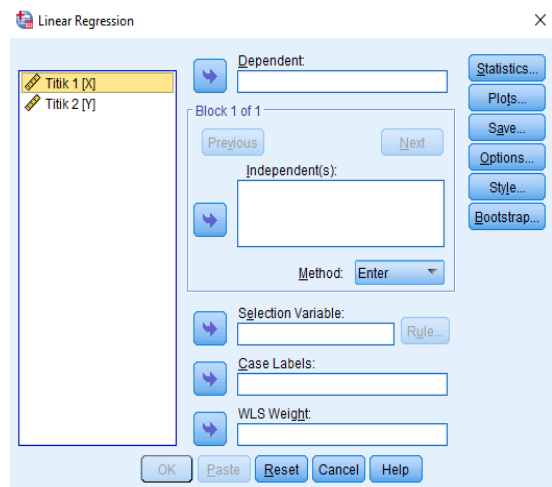 Linear Regression
Titik 1 [X]
Titik 2 [Y]
Dependent:
Block 1 of 1
Previous
Next
Independent(s):
Method: Enter
Selection Variable:
Rule...
Case Labels:
WLS Weight:
Statistics...
Plots...
Save...
Options...
Style...
Bootstrap...
OK Paste Reset Cancel Help